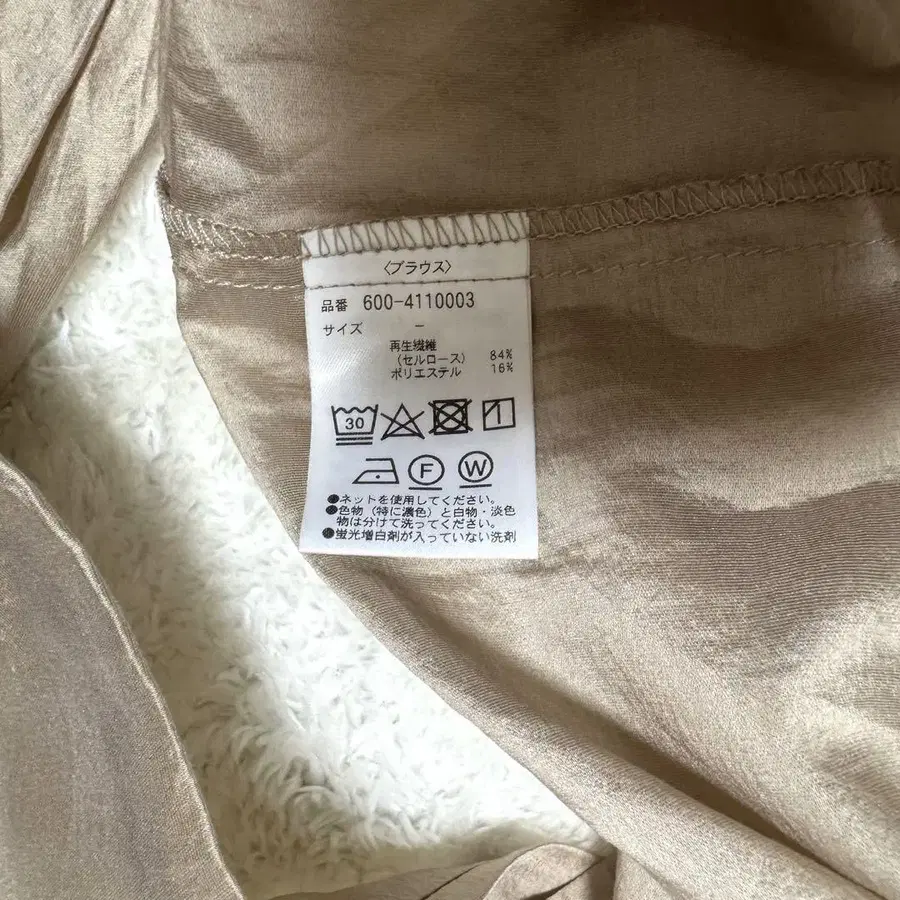 〈ブラウス〉
品番 600-4110003
サイズ -
再生繊維
(セルロース) 84%
ポリエステル 16%
30
F W
●ネットを使用してください。
●色物(特に濃色)と白物・淡色
物は分けて洗ってください。
●蛍光増白剤が入っていない洗剤